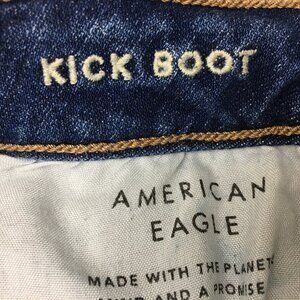 KICK BOOT
AMERICAN
EAGLE
MADE WITH THE PLANET
AND A PROMISE